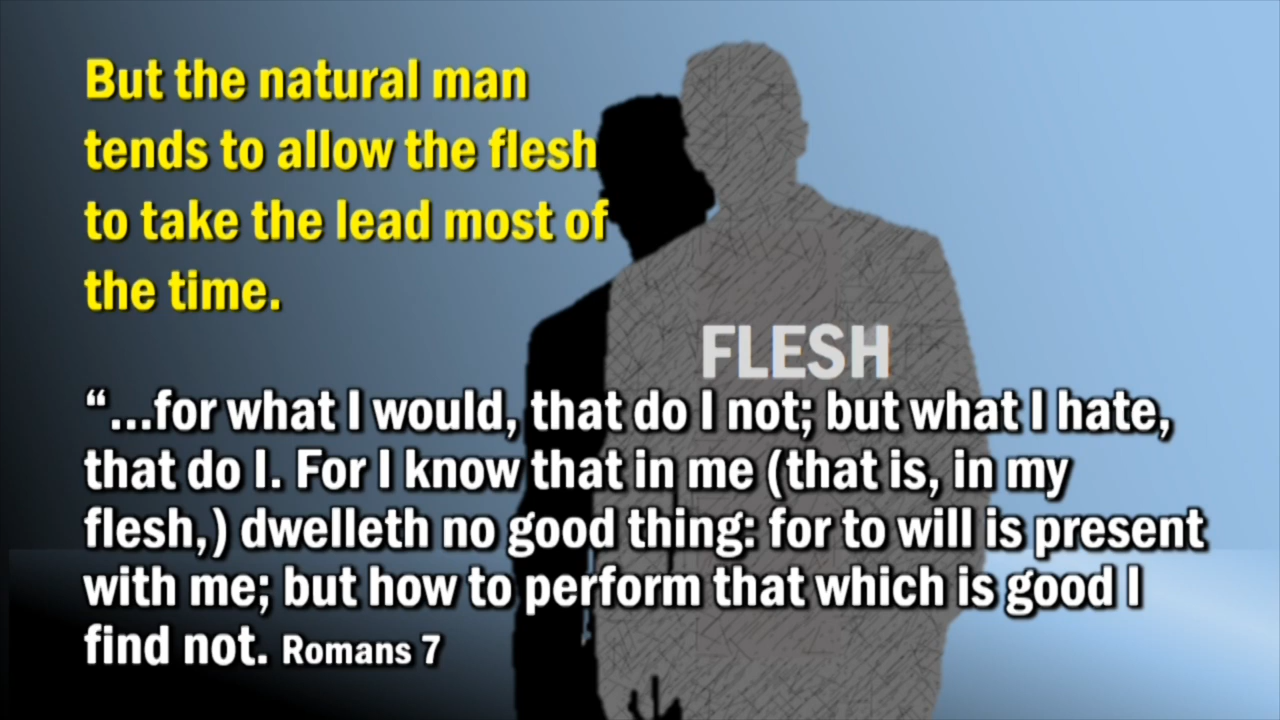 But the natural man
tends to allow the flesh
to take the lead most of
the time.
FLESH
“...for what I would, that do I not; but what I hate,
that do I. For I know that in me (that is, in my
flesh,) dwelleth no good thing: for to will is present
with me; but how to perform that which is good I
find not. Romans 7